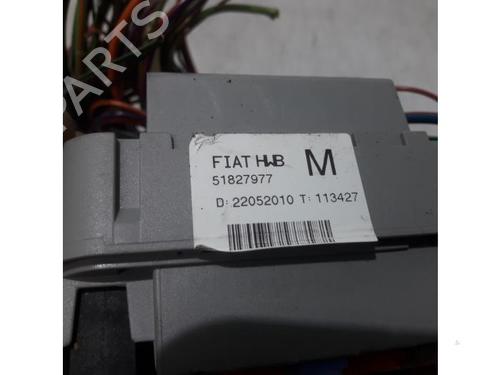 FIAT HWB M
51827977
D: 22052010 T: 113427
B-PARTS